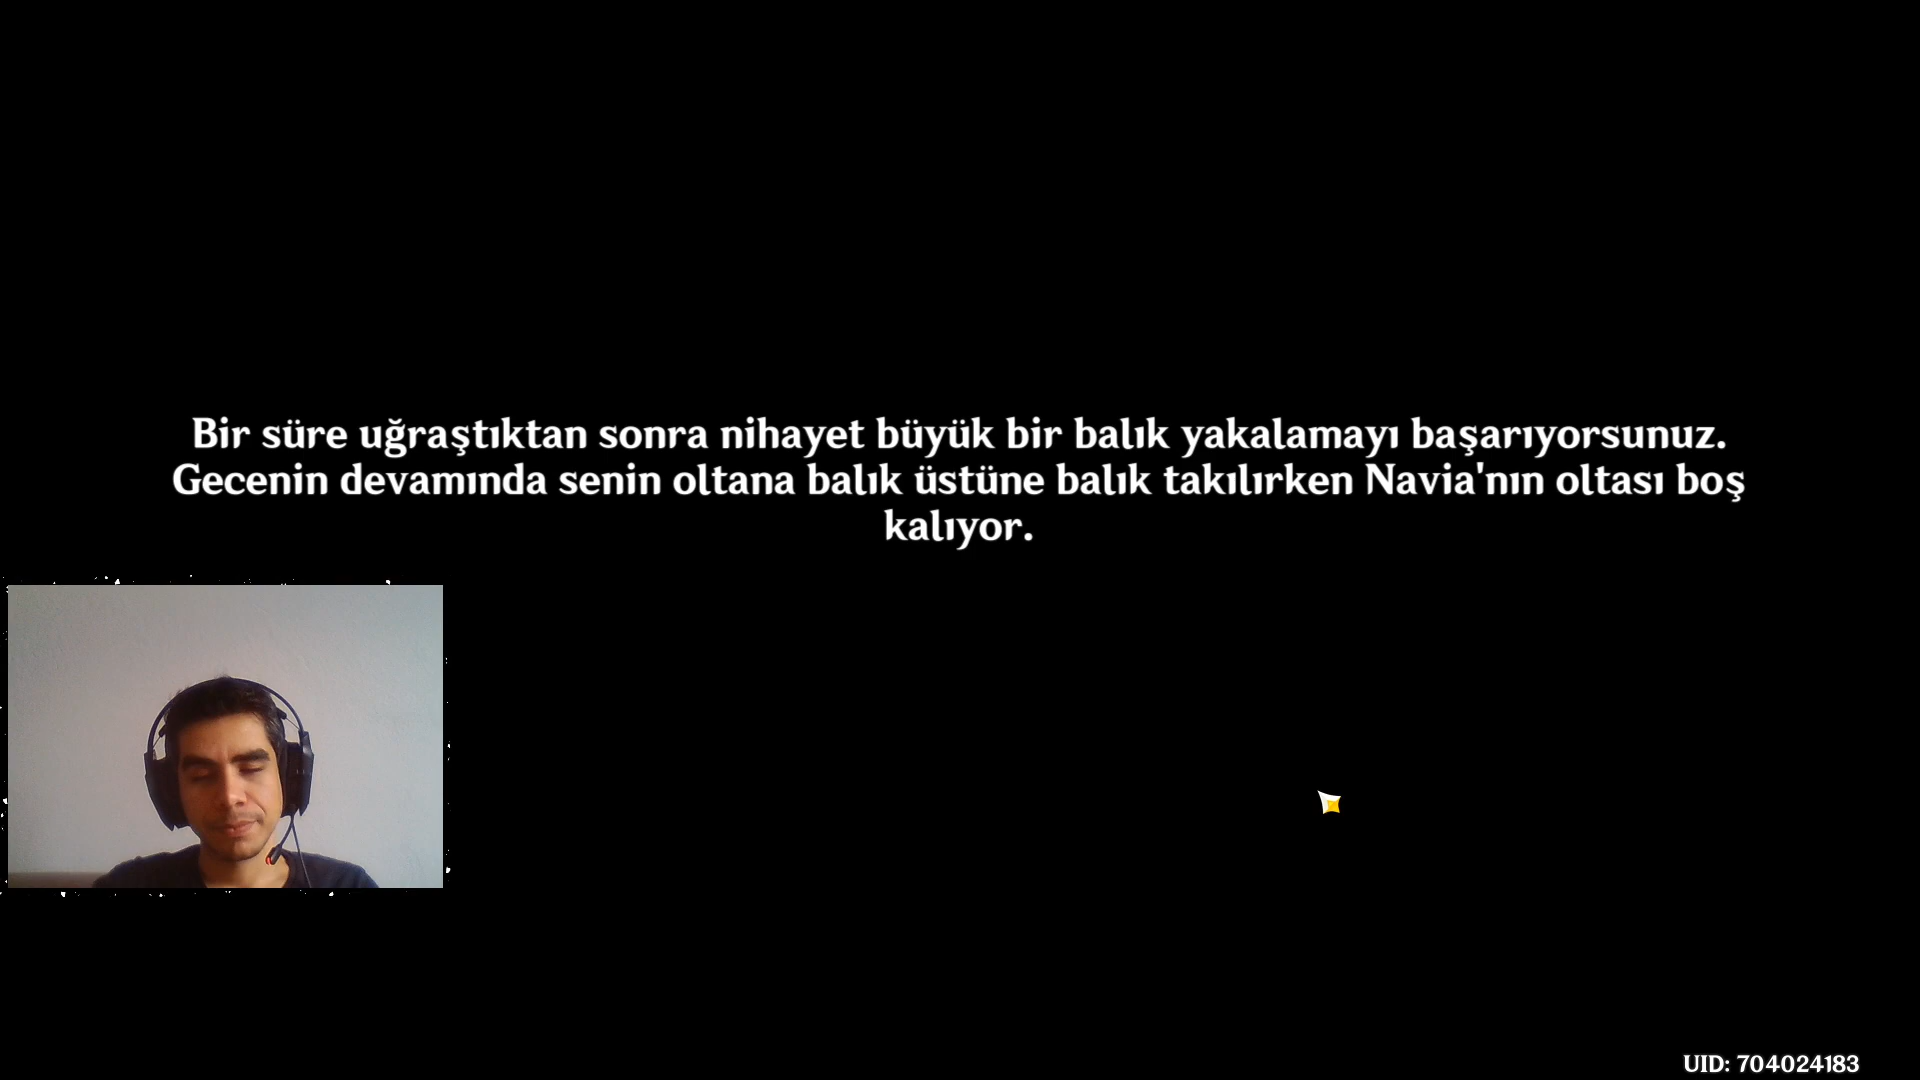 Bir süre uğraştıktan sonra nihayet büyük bir balık yakalamayı başarıyorsunuz.
Gecenin devamında senin oltana balık üstüne balık takılırken Navia'nın oltası boş
kalıyor.
UID: 704024183